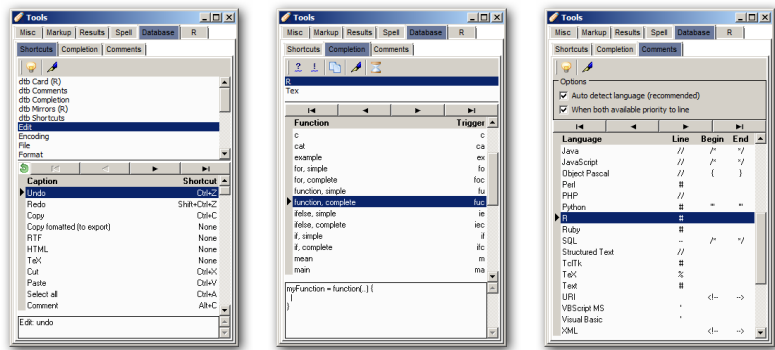 Tools
Misc Markup Results Spell Database R
Shortcuts Completion Comments
dtb Card (R)
dtb Comments
dtb Completion
dtb Mirrors (R)
dtb Shortcuts
Edit
Encoding
File
Format
Caption Shortcut
Undo Ctrl+Z
Redo Shift+Ctrl+Z
Copy Ctrl+C
Copy fomatted (to export) None
RTF None
HTML None
TeX None
Cut Ctrl+X
Paste Ctrl+V
Select all Ctrl+A
Comment Alt+C
Edit: undo
Tools
Misc Markup Results Spell Database R
Shortcuts Completion Comments
R
Tex
Function Trigger
c c
cat ca
example ex
for, simple fo
for, complete foc
function, simple fu
function, complete fuc
ifelse, simple ie
ifelse, complete iec
if, simple if
if, complete ifc
mean m
main ma
myFunction = function(..) {
|
}
Tools
Misc Markup Results Spell Database R
Shortcuts Completion Comments
Options
Auto detect language (recommended)
When both available priority to line
Language Line Begin End
Java // /* */
JavaScript // /* */
Object Pascal // { }
Perl #
PHP //
Python # ''' '''
R #
Ruby #
SQL -- /* */
Structured Text //
TclTk #
TeX %
Text #
URI <!-- -->
VBScript MS '
Visual Basic '
XML <!-- -->